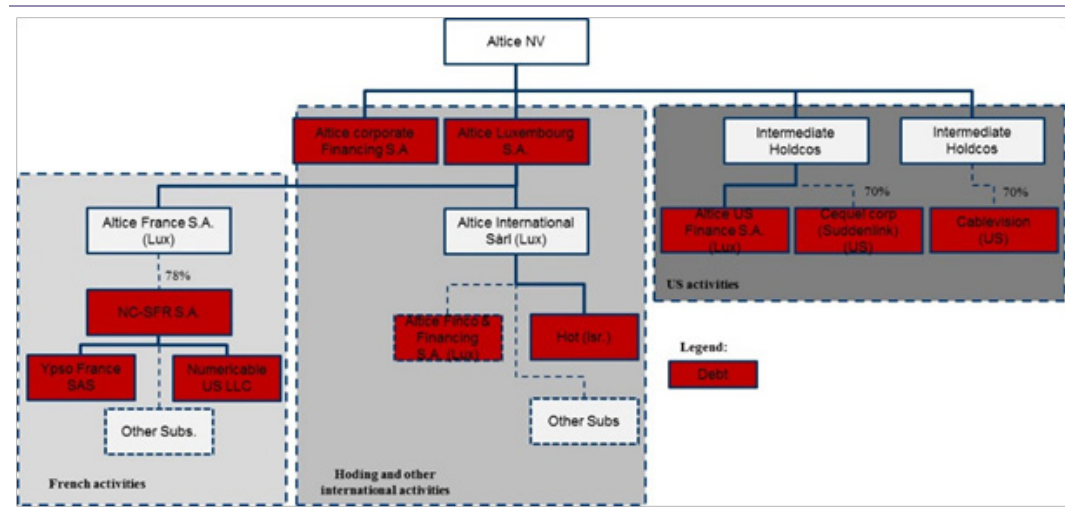 Altice NV
Altice corporate
Financing S.A
Altice Luxembourg
S.A.
Intermediate
Holdcos
Intermediate
Holdcos
Altice France S.A.
(Lux)
Altice International
Sárl (Lux)
70%
70%
Altice US
Finance S.A.
(Lux)
Cequel corp
(Suddenlink)
(US)
Cablevision
(US)
US activities
78%
NC-SFR S.A.
Altice Finco &
Financing
S.A. (Lux)
Hot (Isr.)
Legend:
Debt
Ypso France
SAS
Numericable
US LLC
Other Subs.
Other Subs
French activities
Hoding and other
international activities